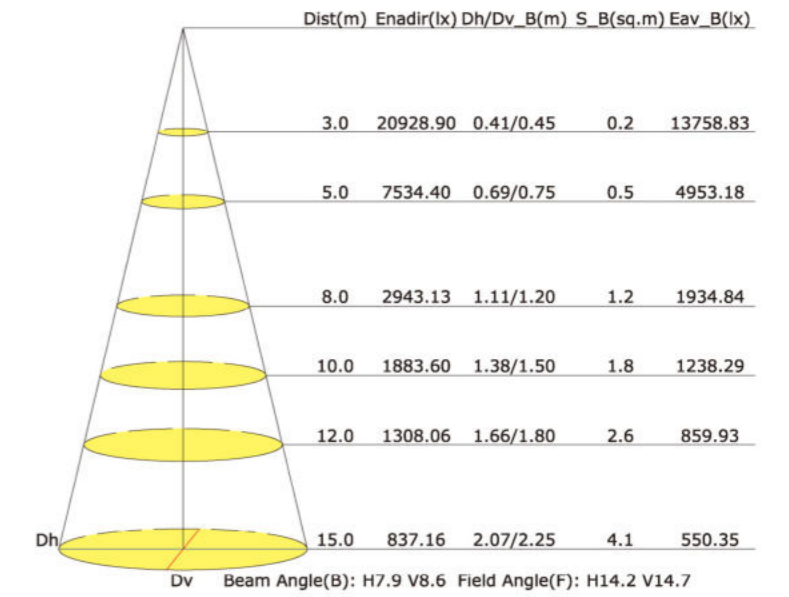 Dist(m) Enadir(lx) Dh/Dv_B(m) S_B(sq.m) Eav_B(lx)
3.0 20928.90 0.41/0.45 0.2 13758.83
5.0 7534.40 0.69/0.75 0.5 4953.18
8.0 2943.13 1.11/1.20 1.2 1934.84
10.0 1883.60 1.38/1.50 1.8 1238.29
12.0 1308.06 1.66/1.80 2.6 859.93
Dh 15.0 837.16 2.07/2.25 4.1 550.35
Dv Beam Angle(B): H7.9 V8.6 Field Angle(F): H14.2 V14.7